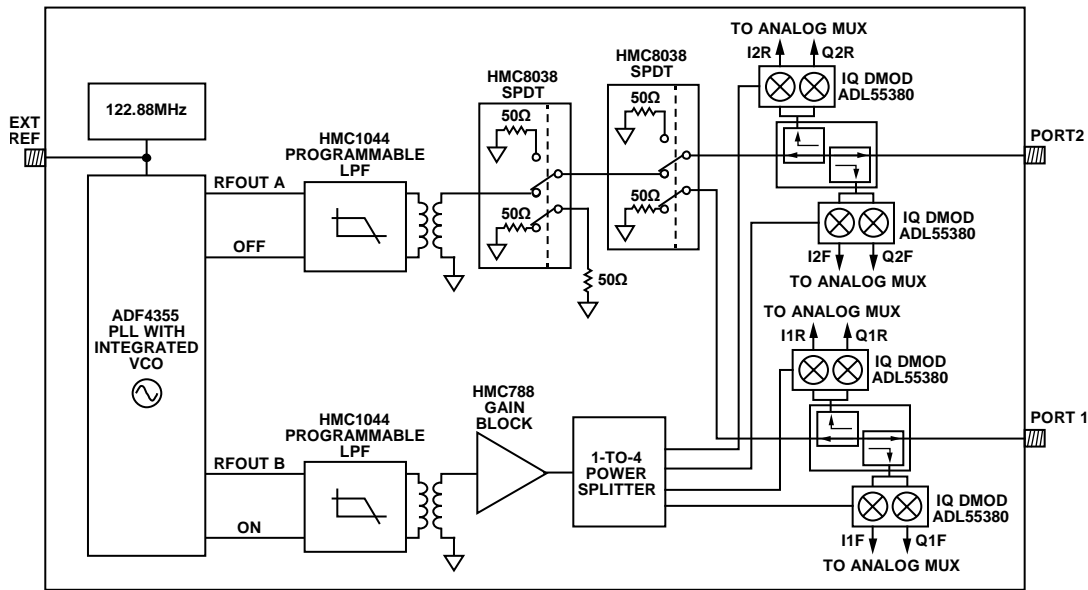 TO ANALOG MUX
I2R
Q2R
IQ DMOD
ADL55380
HMC8038
SPDT
50Ω
50Ω
HMC8038
SPDT
50Ω
50Ω
50Ω
122.88MHz
EXT
REF
HMC1044
PROGRAMMABLE
LPF
RFOUT A
OFF
PORT2
IQ DMOD
ADL55380
I2F
Q2F
TO ANALOG MUX
ADF4355
PLL WITH
INTEGRATED
VCO
TO ANALOG MUX
I1R
Q1R
IQ DMOD
ADL55380
HMC1044
PROGRAMMABLE
LPF
RFOUT B
ON
HMC788
GAIN
BLOCK
1-TO-4
POWER
SPLITTER
PORT 1
IQ DMOD
ADL55380
I1F
Q1F
TO ANALOG MUX